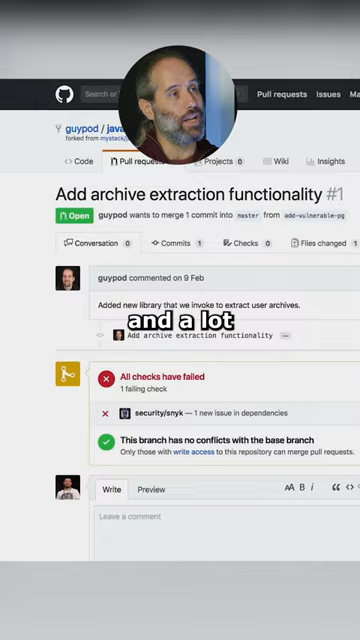 Search or
Pull requests Issues Ma
guypod / java
forked from mystack/
Code Pull reque Projects 0 Wiki Insights
Add archive extraction functionality #1
Open guypod wants to merge 1 commit into master from add-vulnerable-pg
Conversation 0 Commits 1 Checks 0 Files changed 1
guypod commented on 9 Feb
Added new library that we invoke to extract user archives.
and a lot
Add archive extraction functionality
All checks have failed
1 failing check
security/snyk — 1 new issue in dependencies
This branch has no conflicts with the base branch
Only those with write access to this repository can merge pull requests.
Write Preview AA B i “ <>
Leave a comment